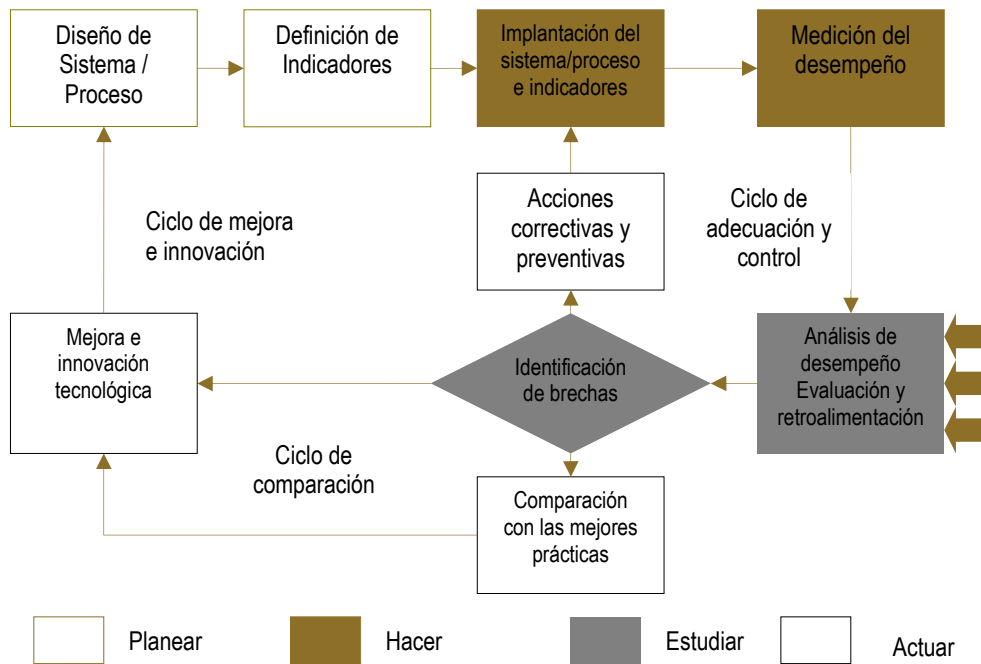 Diseño de
Sistema /
Proceso
Definición de
Indicadores
Implantación del
sistema/proceso
e indicadores
Medición del
desempeño
Ciclo de mejora
e innovación
Acciones
correctivas y
preventivas
Ciclo de
adecuación y
control
Mejora e
innovación
tecnológica
Identificación
de brechas
Análisis de
desempeño
Evaluación y
retroalimentación
Ciclo de
comparación
Comparación
con las mejores
prácticas
Planear
Hacer
Estudiar
Actuar